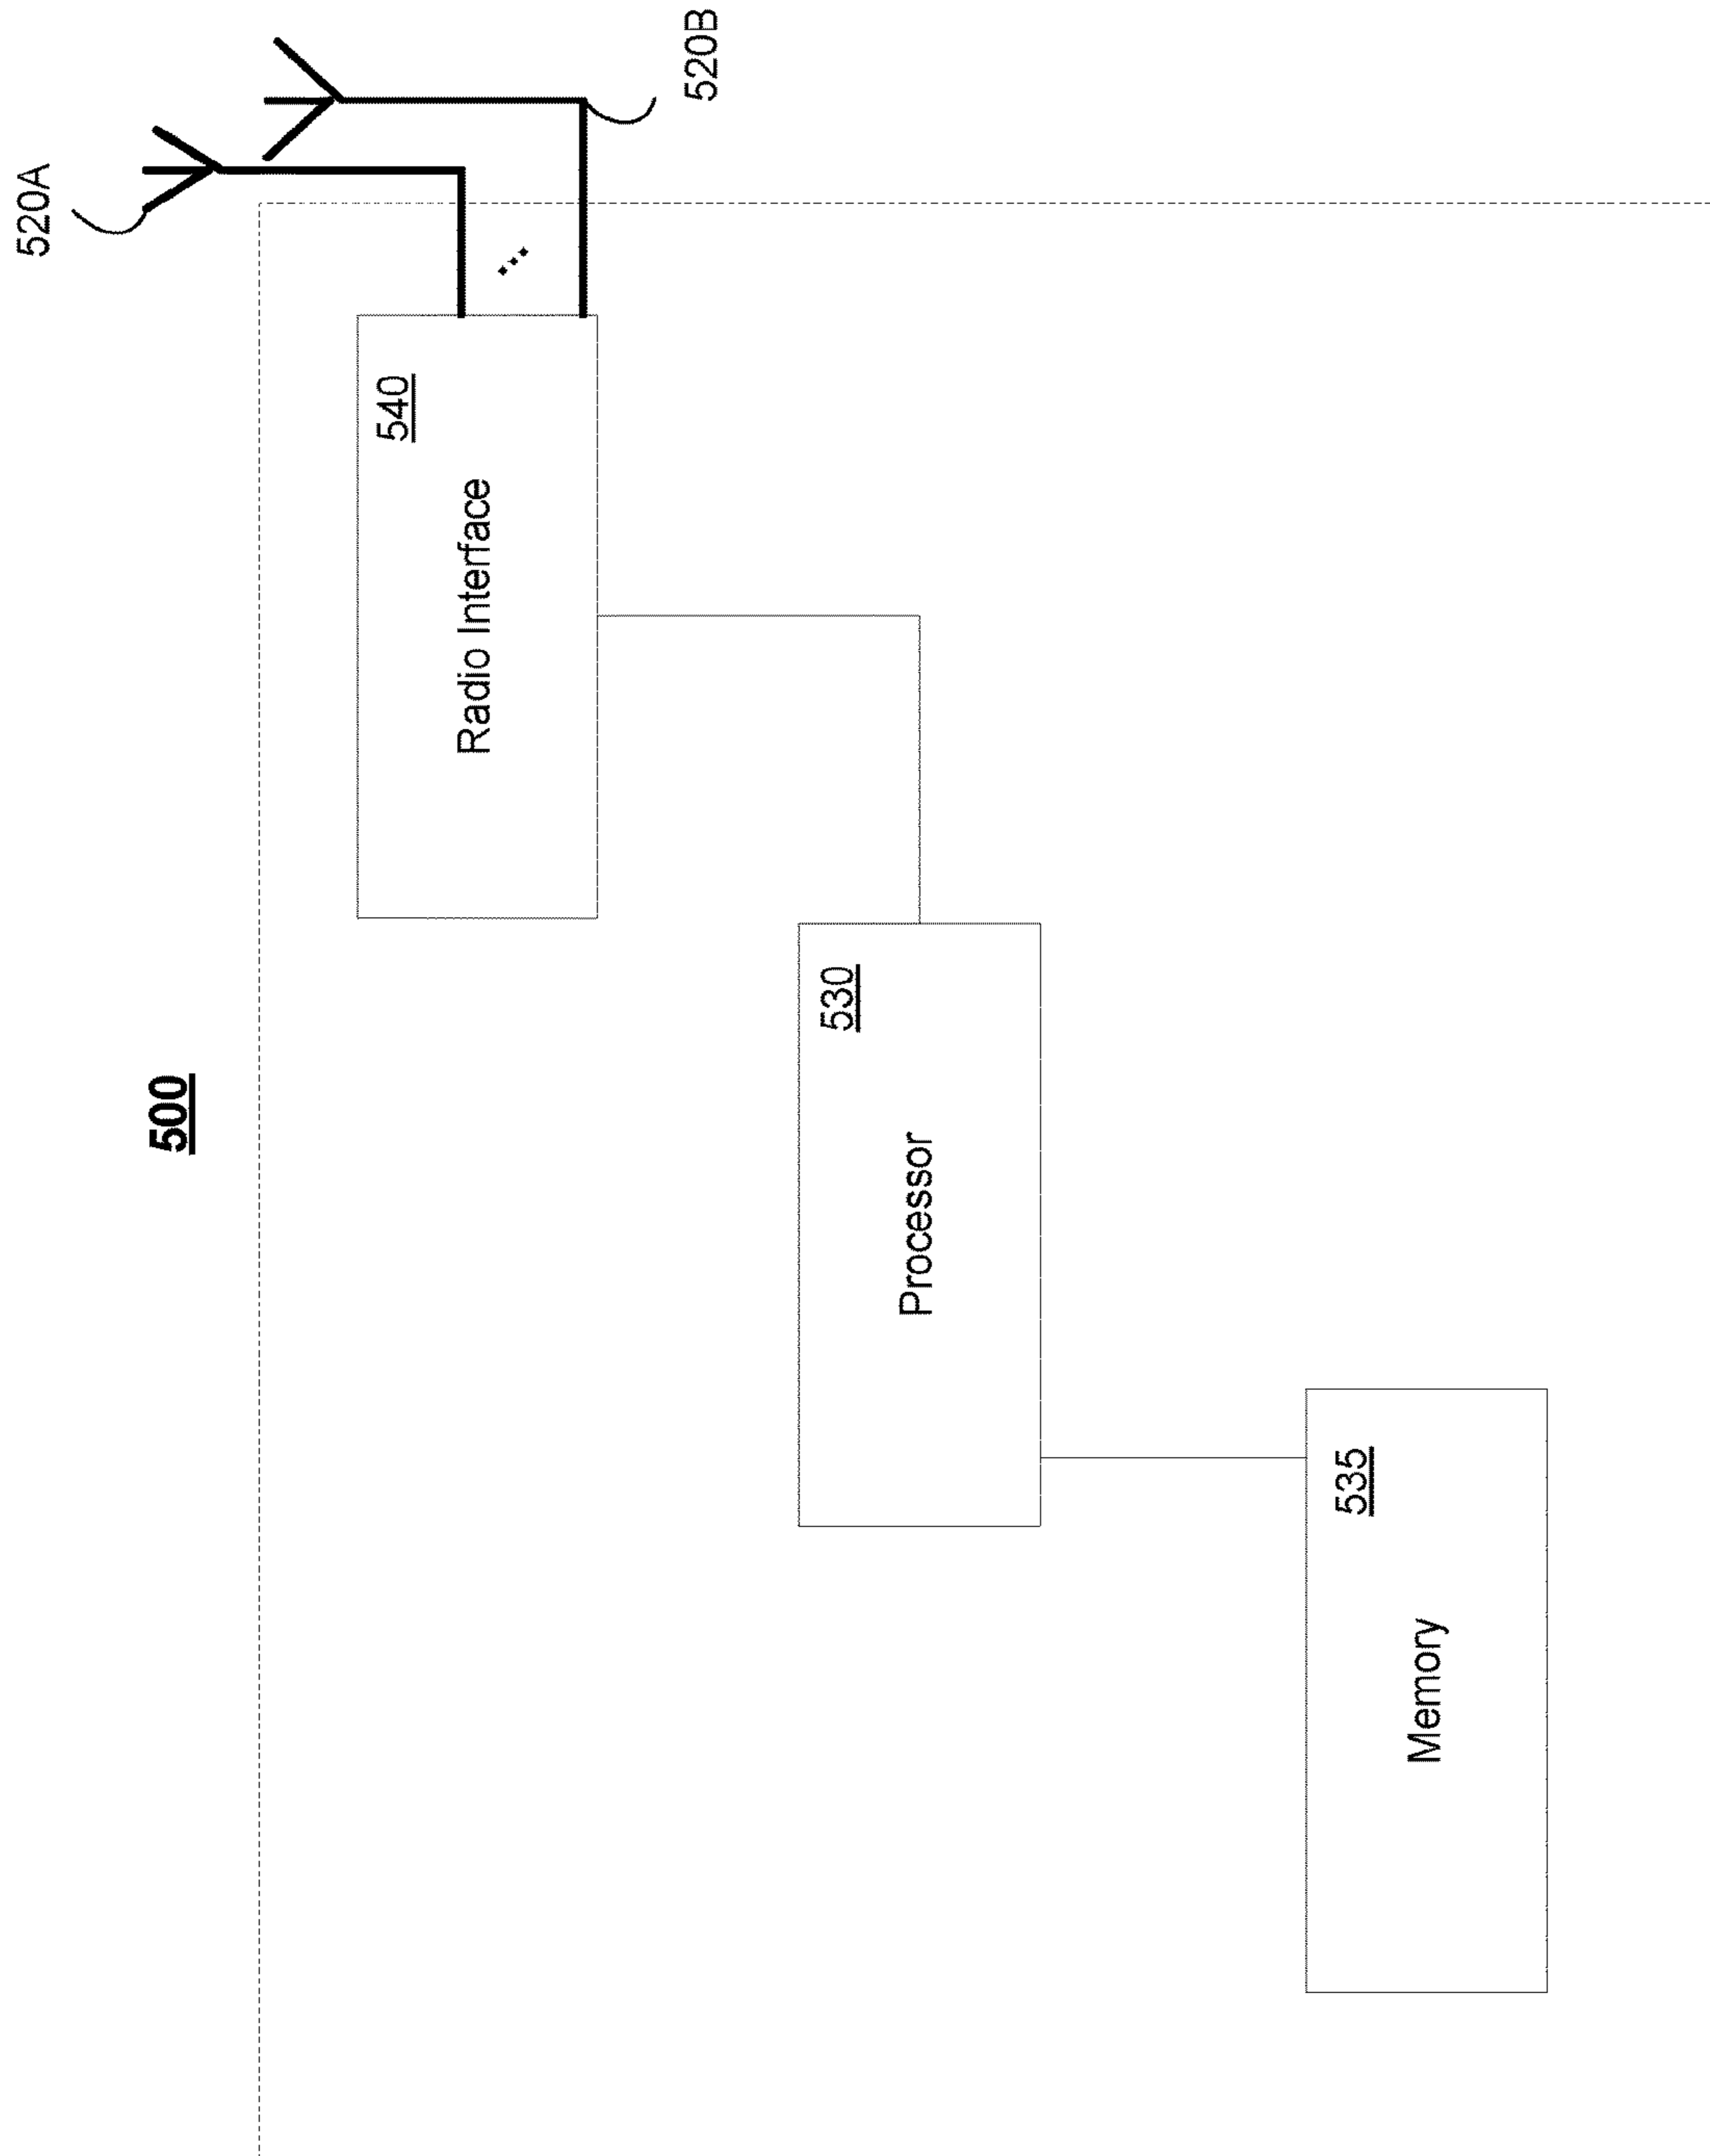 500
520A
520B
540
Radio Interface
530
Processor
535
Memory